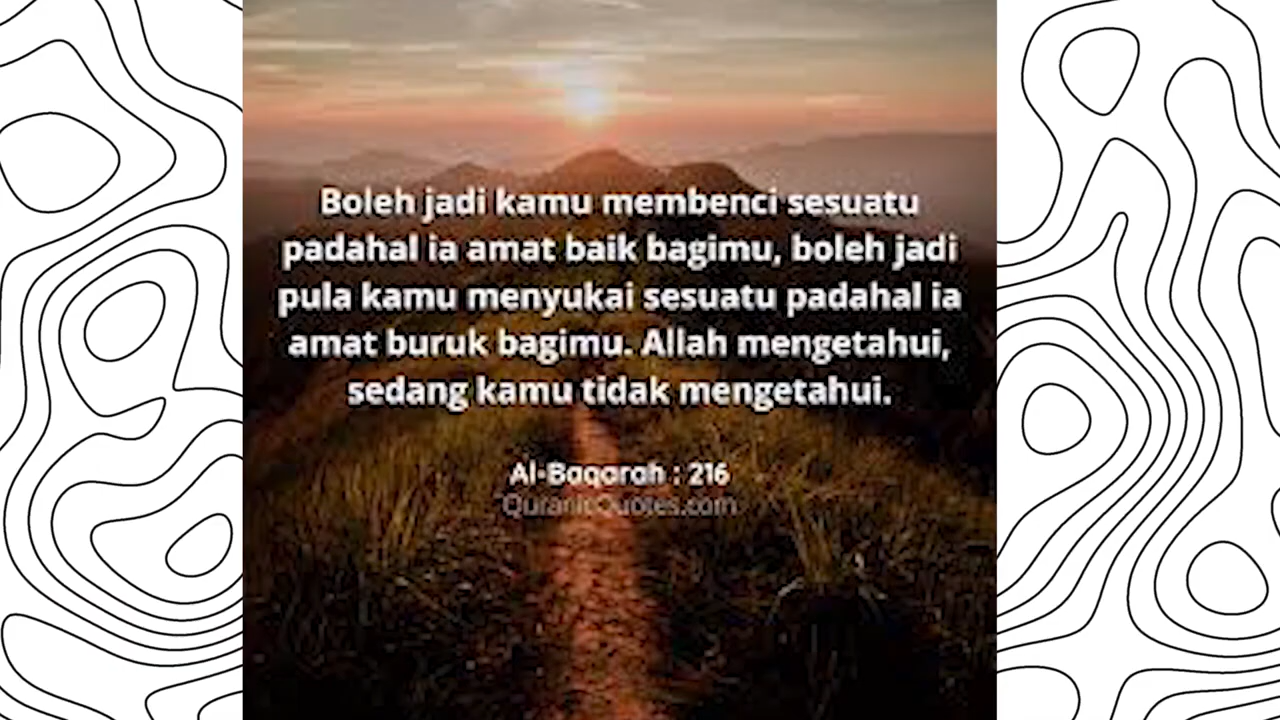 Boleh jadi kamu membenci sesuatu
padahal ia amat baik bagimu, boleh jadi
pula kamu menyukai sesuatu padahal ia
amat buruk bagimu. Allah mengetahui,
sedang kamu tidak mengetahui.
Al-Baqarah : 216
QuranicQuotes.com